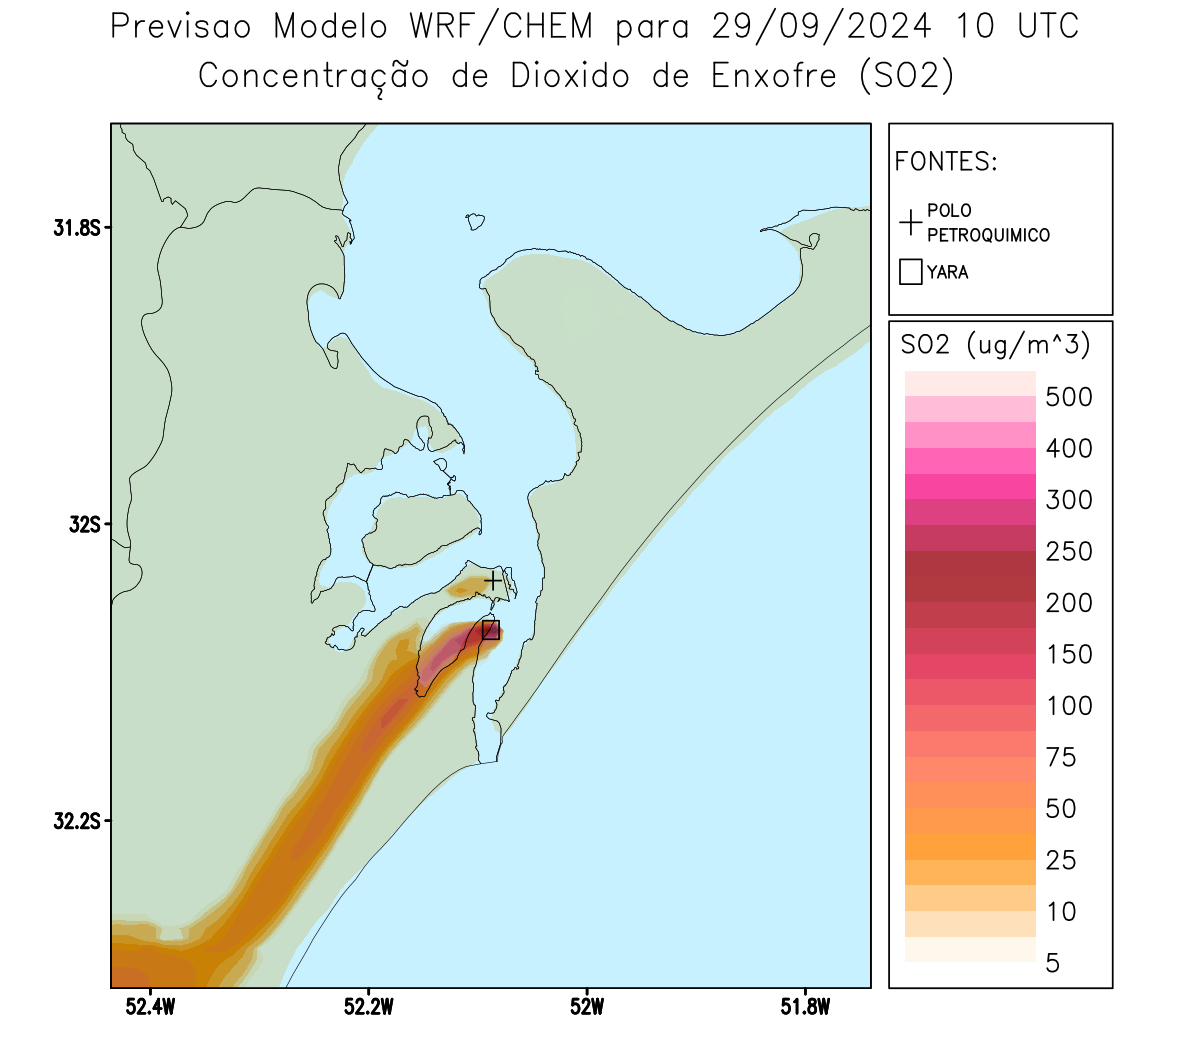 Previsao Modelo WRF/CHEM para 29/09/2024 10 UTC
Concentração de Dioxido de Enxofre (SO2)
FONTES:
POLO
PETROQUIMICO
YARA
SO2 (ug/m^3)
500
400
300
250
200
150
100
75
50
25
10
5
31.8S
32S
32.2S
52.4W
52.2W
52W
51.8W